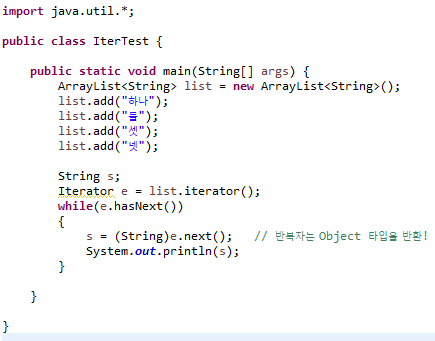 import java.util.*;
public class IterTest {
public static void main(String[] args) {
ArrayList<String> list = new ArrayList<String>();
list.add("하나");
list.add("둘");
list.add("셋");
list.add("넷");
String s;
Iterator e = list.iterator();
while(e.hasNext())
{
s = (String)e.next(); // 반복자는 Object 타입을 반환!
System.out.println(s);
}
}
}